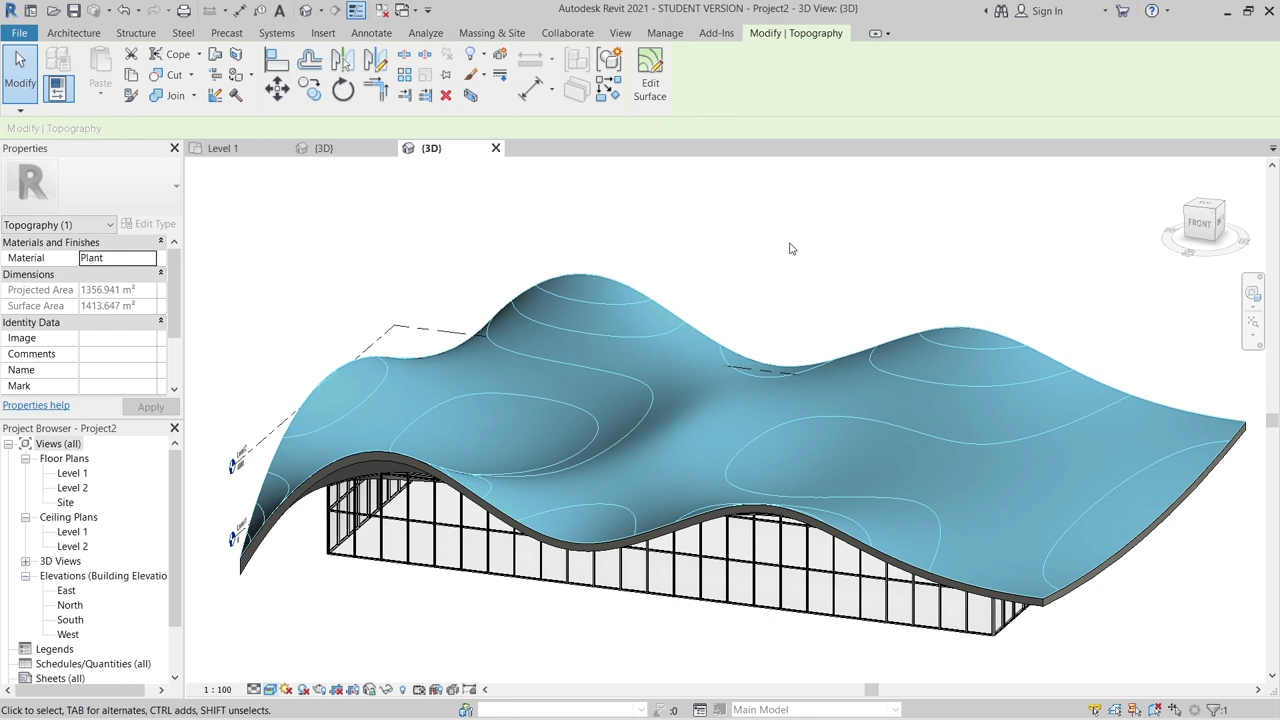 Autodesk Revit 2021 - STUDENT VERSION - Project2 - 3D View: {3D}
Sign In
File Architecture Structure Steel Precast Systems Insert Annotate Analyze Massing & Site Collaborate View Manage Add-Ins Modify | Topography
Modify
Paste
Cope
Cut
Join
Edit
Surface
Modify | Topography
Properties
Level 1
{3D}
{3D}
Topography (1)
Edit Type
Materials and Finishes
Material Plant
Dimensions
Projected Area 1356.941 m²
Surface Area 1413.647 m²
Identity Data
Image
Comments
Name
Mark
Properties help
Apply
Project Browser - Project2
Views (all)
Floor Plans
Level 1
Level 2
Site
Ceiling Plans
Level 1
Level 2
3D Views
Elevations (Building Elevatio
East
North
South
West
Legends
Schedules/Quantities (all)
Sheets (all)
FRONT
1 : 100
Click to select, TAB for alternates, CTRL adds, SHIFT unselects.
:0
Main Model
:1